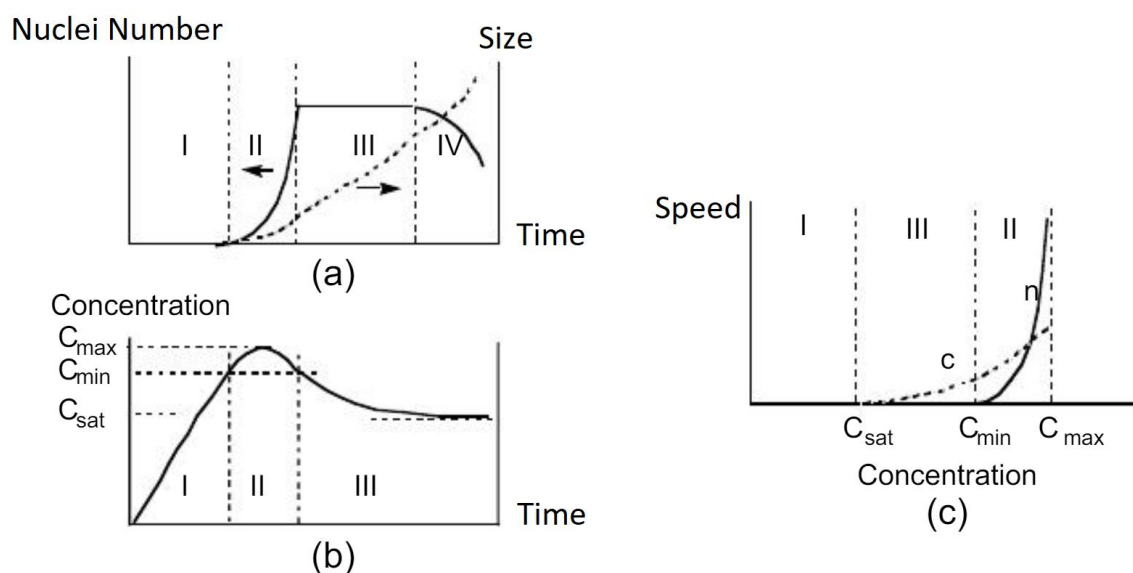 Nuclei Number
Size
I
II
III
IV
Time
(a)
Concentration
Cmax
Cmin
Csat
I
II
III
Time
(b)
Speed
I
III
II
n
c
Csat
Cmin
Cmax
Concentration
(c)